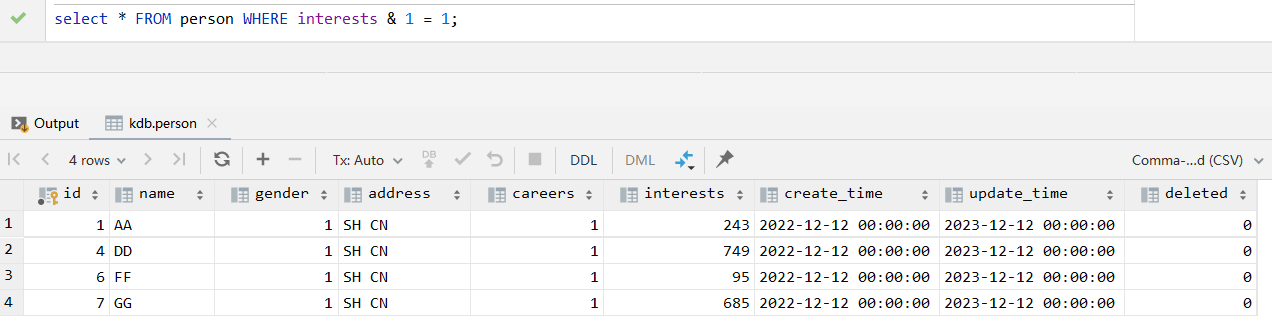 select * FROM person WHERE interests & 1 = 1;
Output kdb.person
4 rows Tx: Auto DB DDL DML Comma-...d (CSV)
id name gender address careers interests create_time update_time deleted
1 1 AA 1 SH CN 1 243 2022-12-12 00:00:00 2023-12-12 00:00:00 0
2 4 DD 1 SH CN 1 749 2022-12-12 00:00:00 2023-12-12 00:00:00 0
3 6 FF 1 SH CN 1 95 2022-12-12 00:00:00 2023-12-12 00:00:00 0
4 7 GG 1 SH CN 1 685 2022-12-12 00:00:00 2023-12-12 00:00:00 0